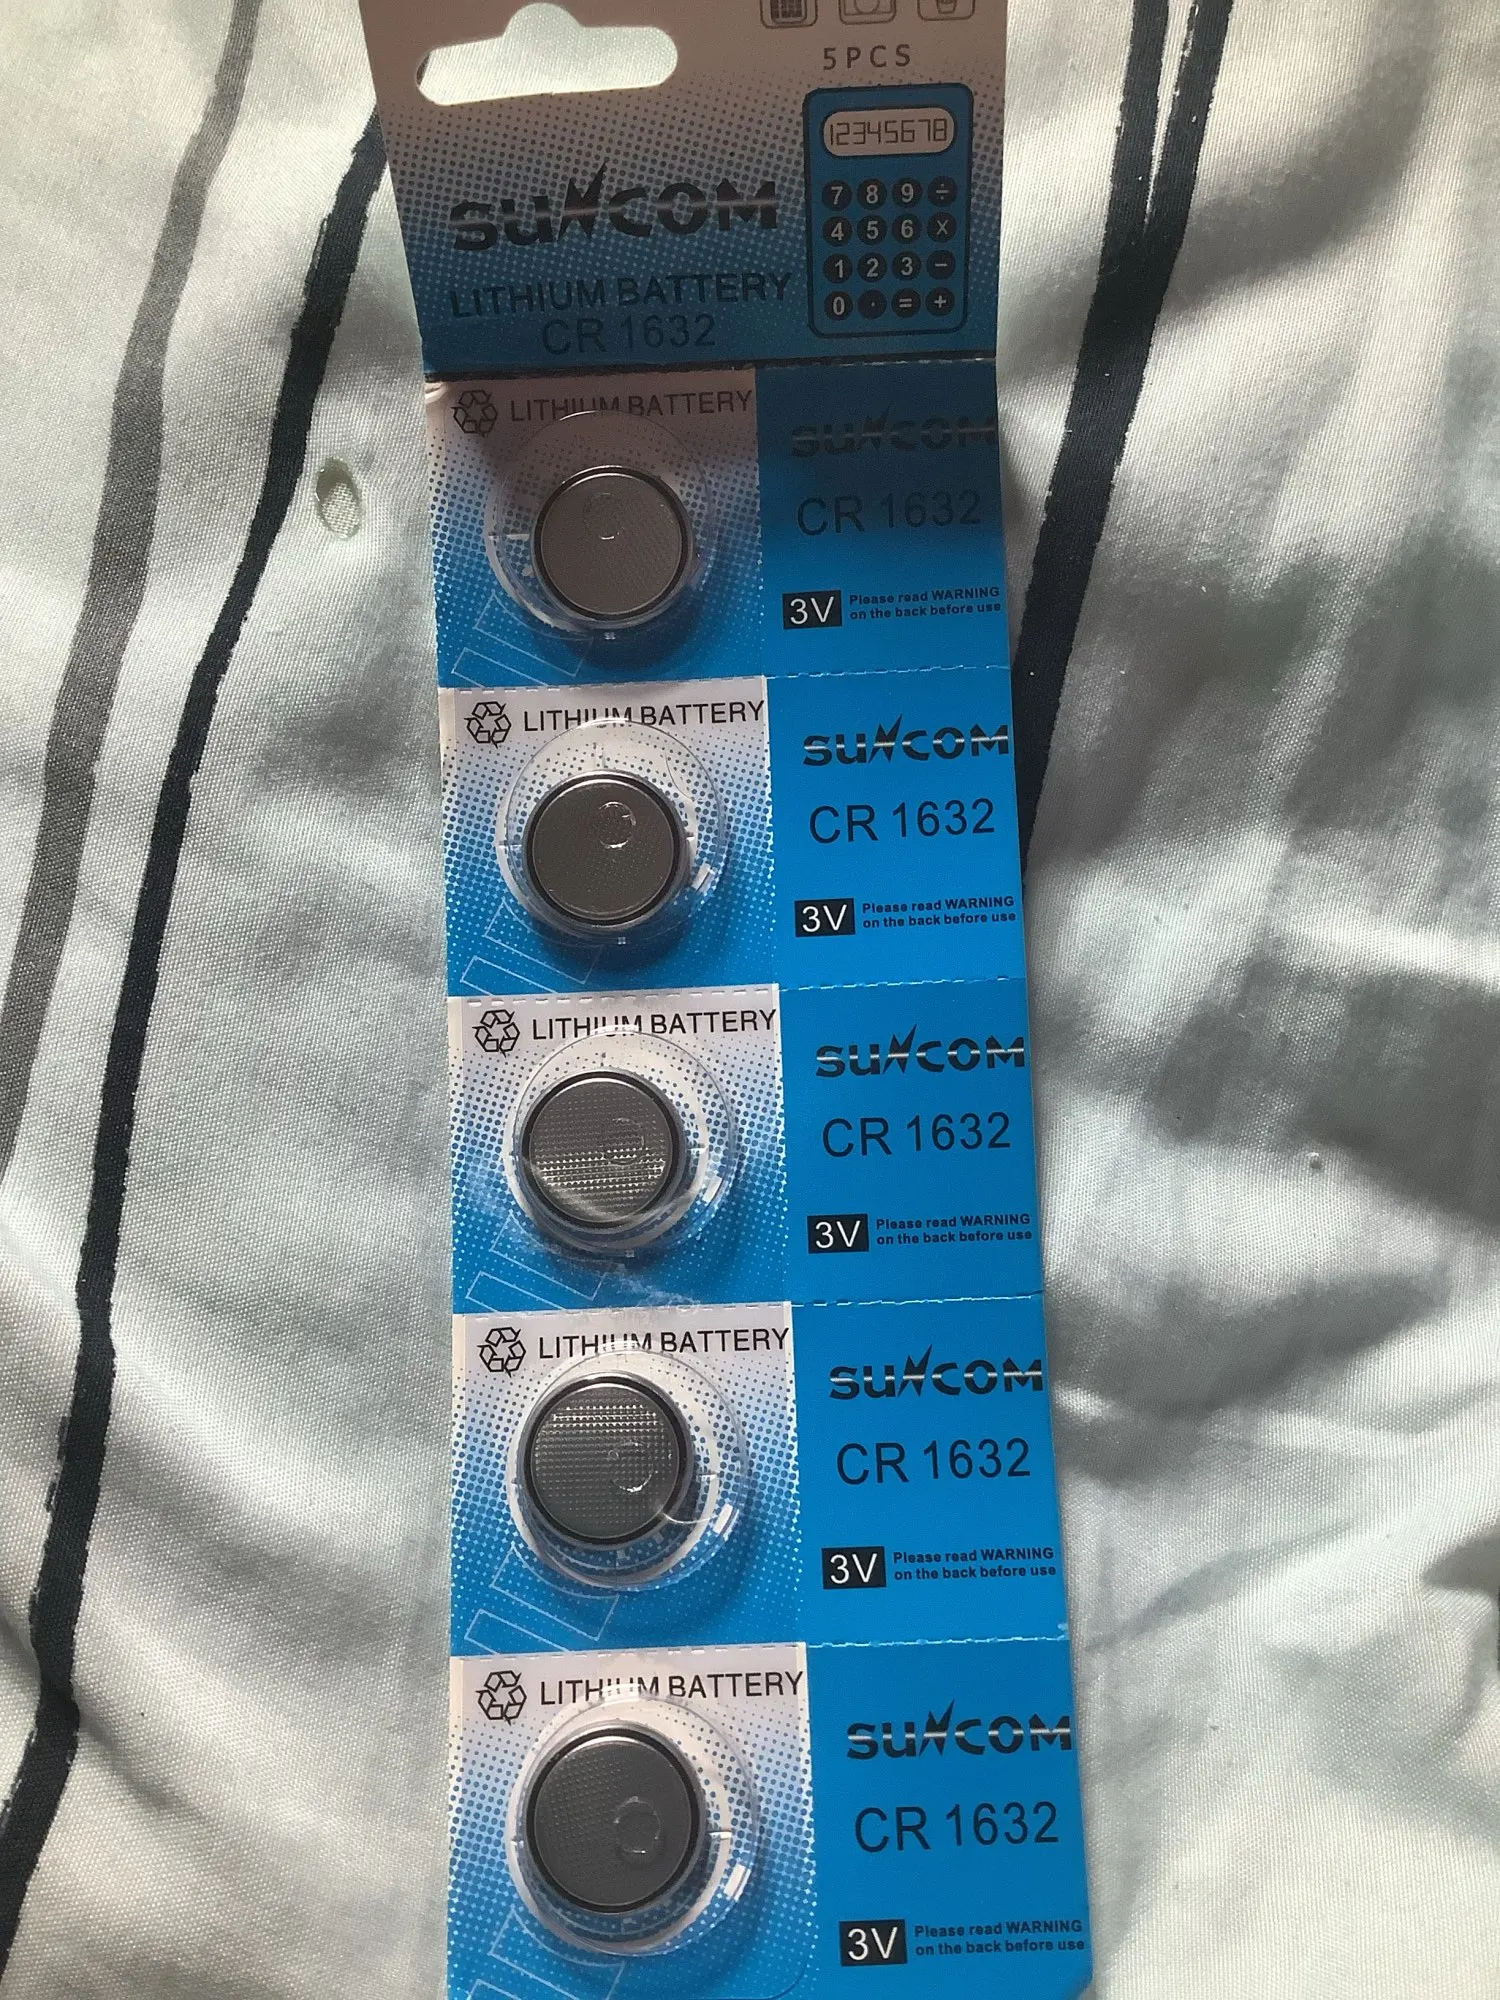 5PCS
12345678
7 8 9 ÷
4 5 6 X
1 2 3 −
0 · = +
suNCOM
LITHIUM BATTERY
CR 1632
LITHIUM BATTERY
suNCOM
CR 1632
3V
Please read WARNING
on the back before use
LITHIUM BATTERY
suNCOM
CR 1632
3V
Please read WARNING
on the back before use
LITHIUM BATTERY
suNCOM
CR 1632
3V
Please read WARNING
on the back before use
LITHIUM BATTERY
suNCOM
CR 1632
3V
Please read WARNING
on the back before use
LITHIUM BATTERY
suNCOM
CR 1632
3V
Please read WARNING
on the back before use